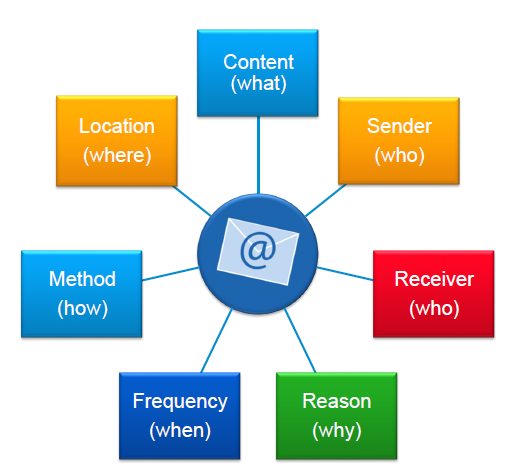 Content
(what)
Location
(where)
Sender
(who)
@
Method
(how)
Receiver
(who)
Frequency
(when)
Reason
(why)